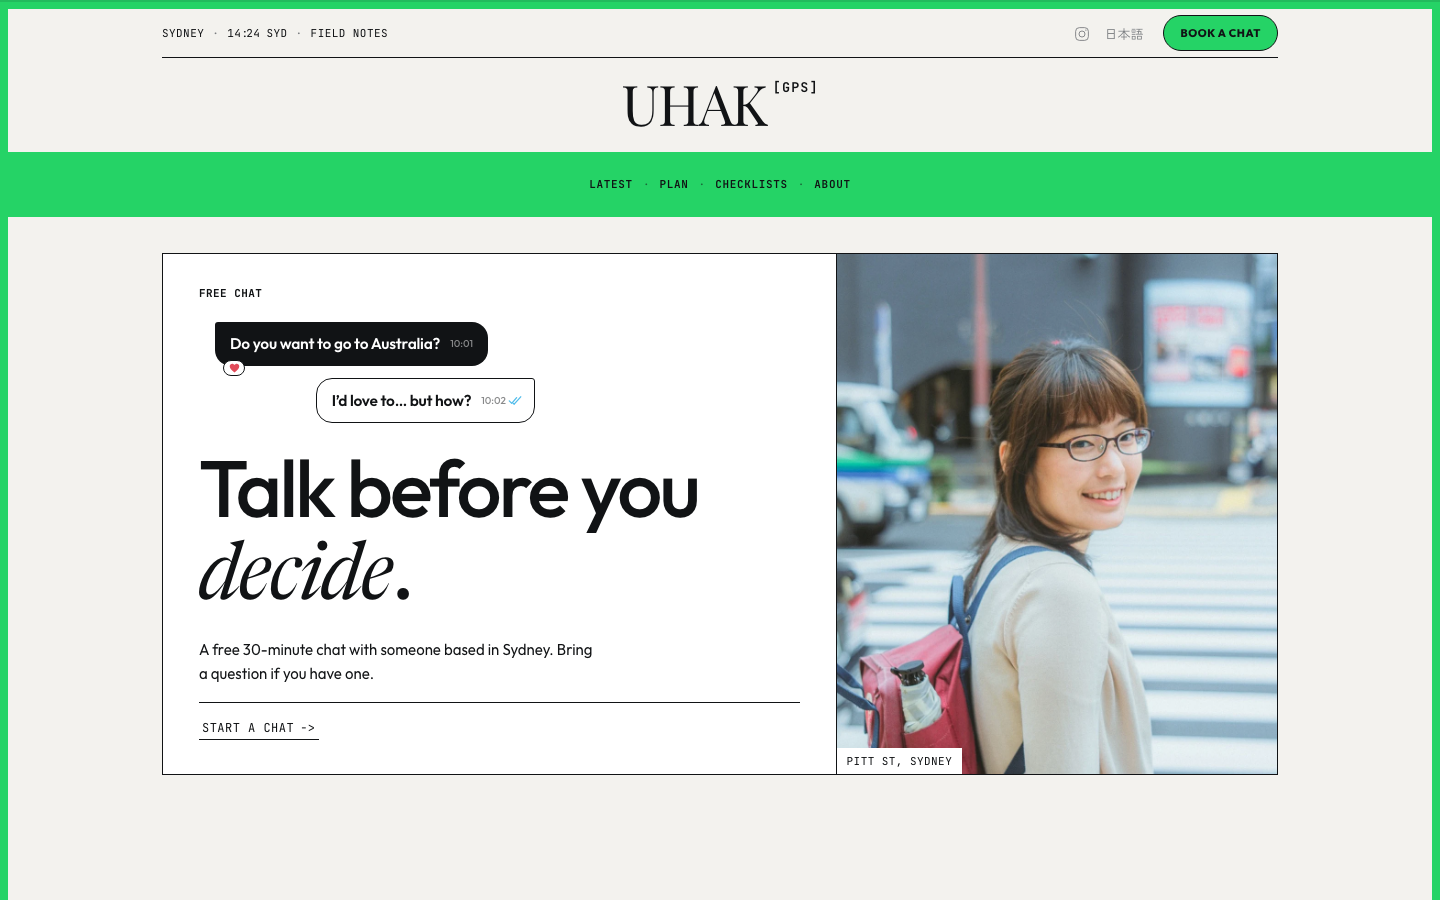 SYDNEY · 14:24 SYD · FIELD NOTES
日本語
BOOK A CHAT
UHAK [GPS]
LATEST · PLAN · CHECKLISTS · ABOUT
FREE CHAT
Do you want to go to Australia? 10:01
I'd love to... but how? 10:02
Talk before you
decide.
A free 30-minute chat with someone based in Sydney. Bring
a question if you have one.
START A CHAT ->
PITT ST, SYDNEY